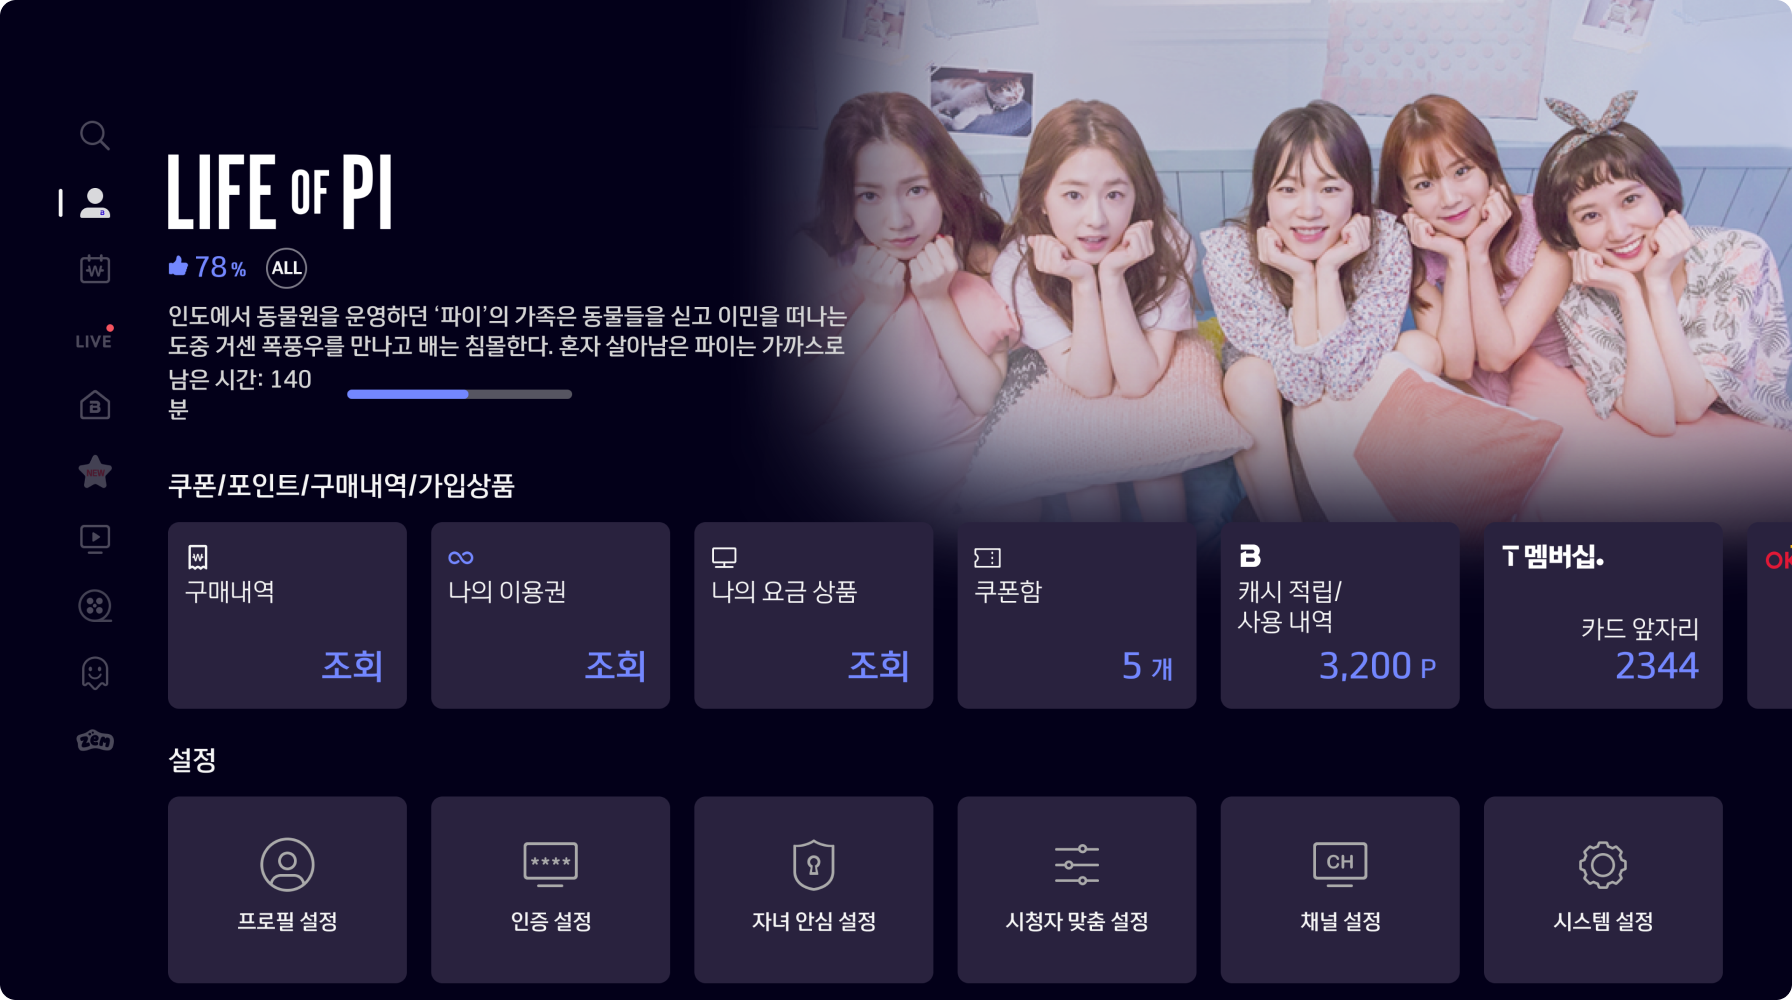 LIFE OF PI
78 %
ALL
인도에서 동물원을 운영하던 ‘파이’의 가족은 동물들을 싣고 이민을 떠나는
도중 거센 폭풍우를 만나고 배는 침몰한다. 혼자 살아남은 파이는 가까스로
남은 시간: 140
분
LIVE
B
NEW
zem
쿠폰/포인트/구매내역/가입상품
구매내역
조회
나의 이용권
조회
나의 요금 상품
조회
쿠폰함
5 개
B
캐시 적립/
사용 내역
3,200 P
T 멤버십.
카드 앞자리
2344
OK
설정
프로필 설정
****
인증 설정
자녀 안심 설정
시청자 맞춤 설정
CH
채널 설정
시스템 설정